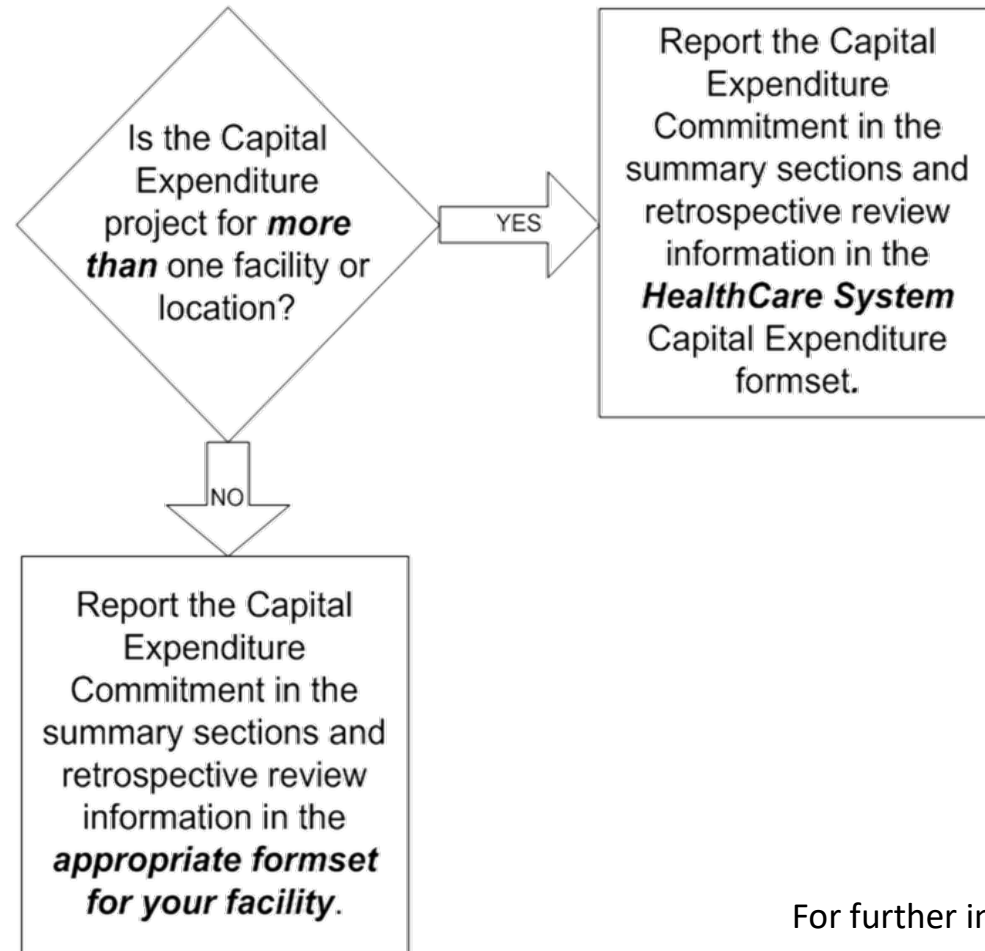 Is the Capital
Expenditure
project for more
than one facility or
location?
YES
Report the Capital
Expenditure
Commitment in the
summary sections and
retrospective review
information in the
HealthCare System
Capital Expenditure
formset.
NO
Report the Capital
Expenditure
Commitment in the
summary sections and
retrospective review
information in the
appropriate formset
for your facility.
For further